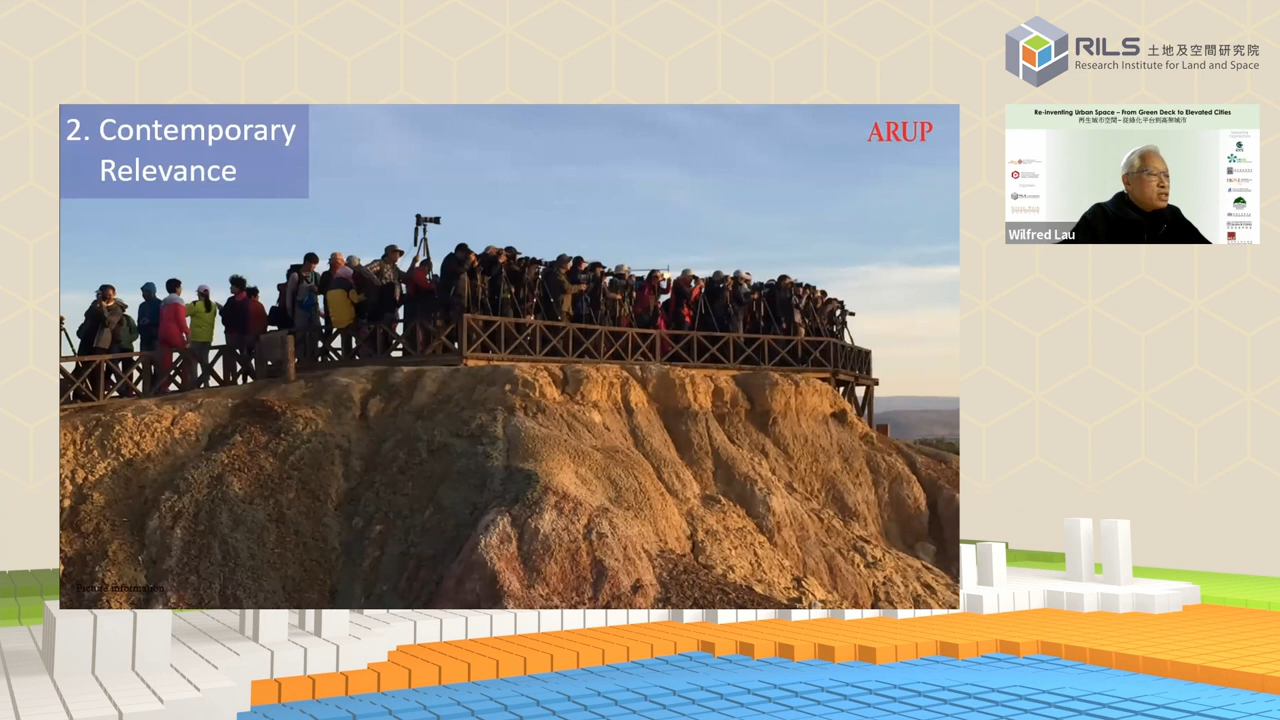 RILS 土地及空間研究院
Research Institute for Land and Space
2. Contemporary
Relevance
ARUP
Re-inventing Urban Space – From Green Deck to Elevated Cities
再生城市空間–從綠化平台到高架城市
Wilfred Lau
Picture information